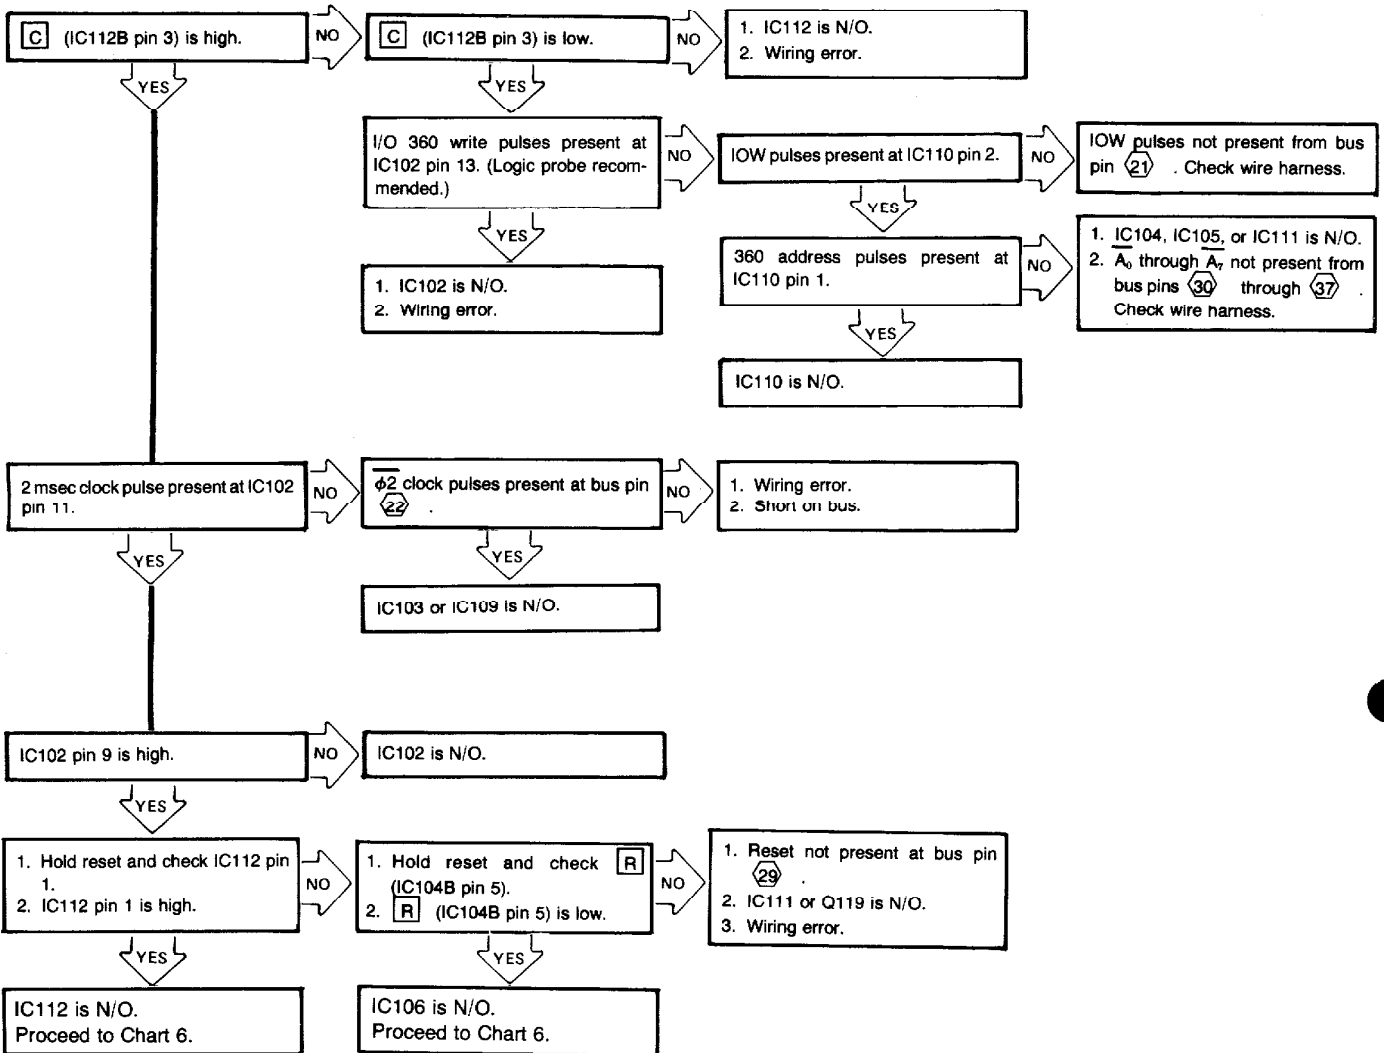 C (IC112B pin 3) is high.
NO
C (IC112B pin 3) is low.
NO
1. IC112 is N/O.
2. Wiring error.
YES
YES
I/O 360 write pulses present at
IC102 pin 13. (Logic probe recom-
mended.)
NO
IOW pulses present at IC110 pin 2.
NO
IOW pulses not present from bus
pin 21 . Check wire harness.
YES
YES
1. IC102 is N/O.
2. Wiring error.
360 address pulses present at
IC110 pin 1.
NO
1. IC104, IC105, or IC111 is N/O.
2. A̅₀ through A̅₇ not present from
bus pins 30 through 37 .
Check wire harness.
YES
IC110 is N/O.
2 msec clock pulse present at IC102
pin 11.
NO
ϕ̅2̅ clock pulses present at bus pin
22 .
NO
1. Wiring error.
2. Short on bus.
YES
YES
IC103 or IC109 is N/O.
IC102 pin 9 is high.
NO
IC102 is N/O.
YES
1. Hold reset and check IC112 pin
1.
2. IC112 pin 1 is high.
NO
1. Hold reset and check R
(IC104B pin 5).
2. R (IC104B pin 5) is low.
NO
1. Reset not present at bus pin
29 .
2. IC111 or Q119 is N/O.
3. Wiring error.
YES
YES
IC112 is N/O.
Proceed to Chart 6.
IC106 is N/O.
Proceed to Chart 6.